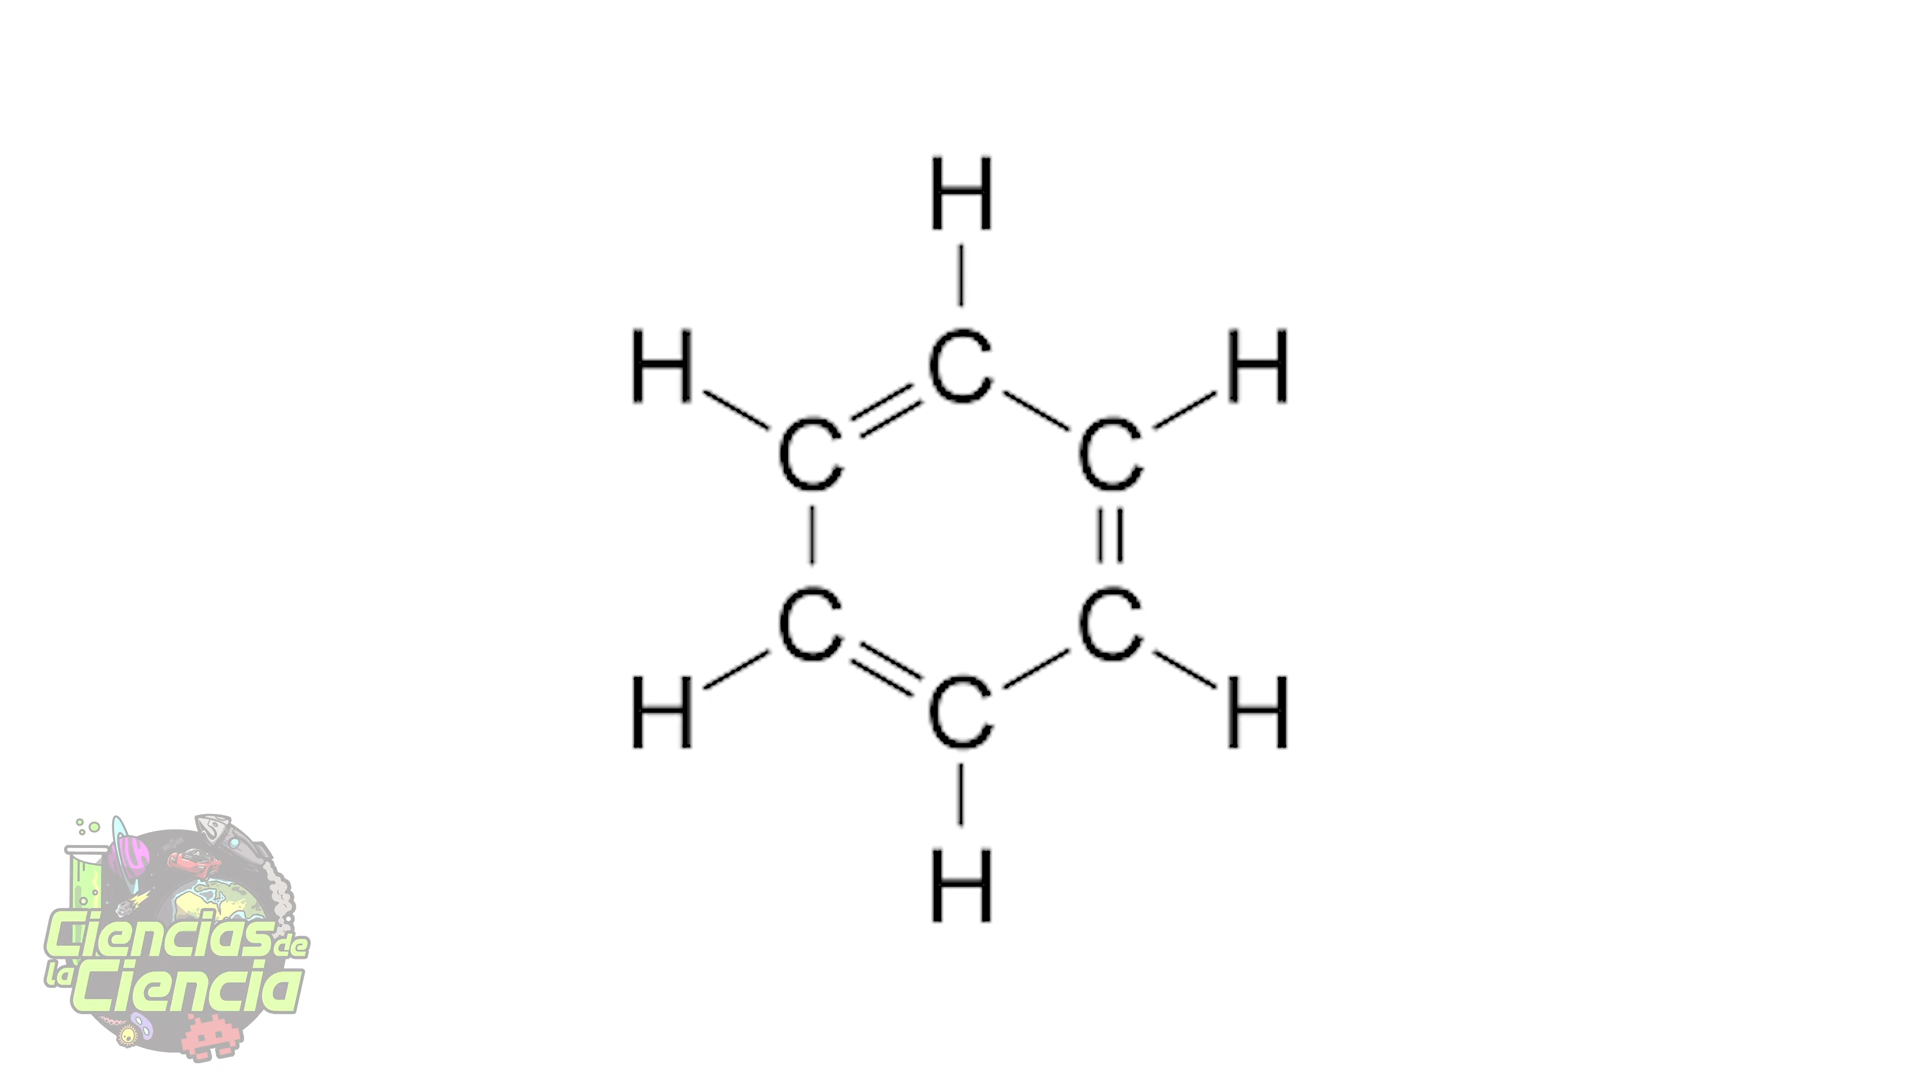 H
H C H
C C
C C
H C H
H
Ciencias de
la Ciencia